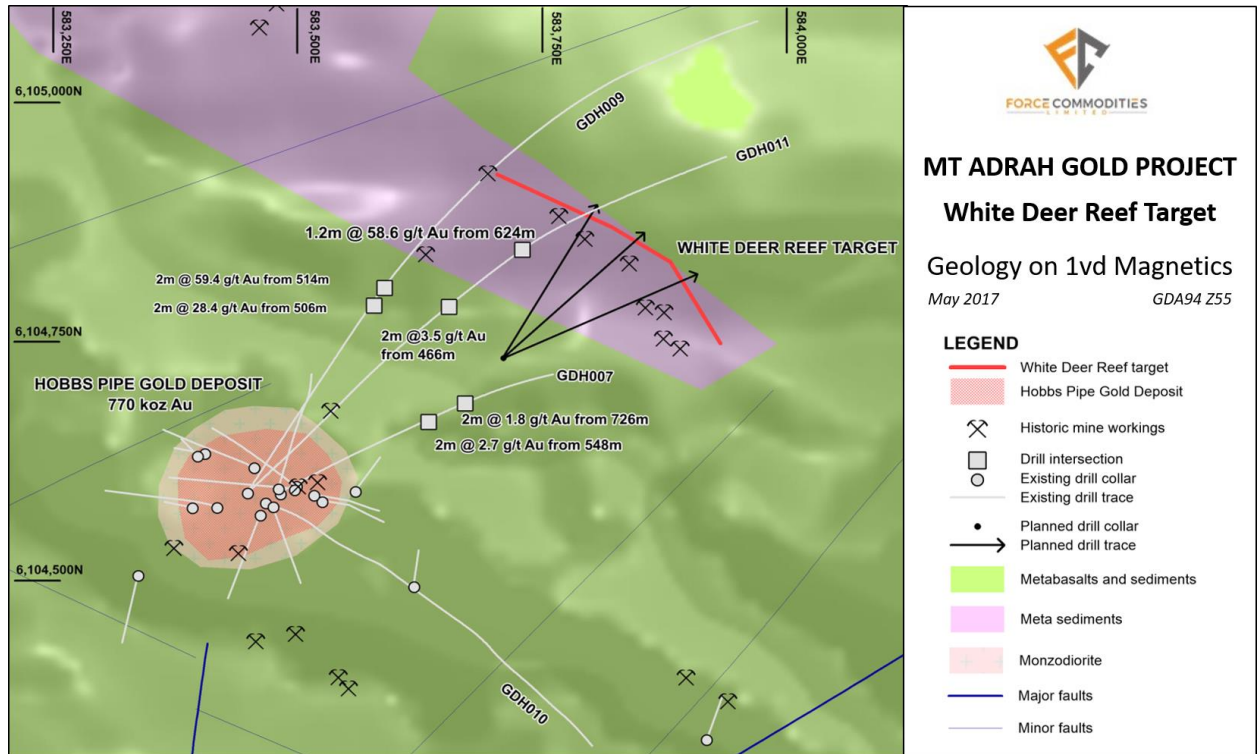 583,250E
583,500E
583,750E
584,000E
6,105,000N
GDH009
GDH011
1.2m @ 58.6 g/t Au from 624m
WHITE DEER REEF TARGET
2m @ 59.4 g/t Au from 514m
2m @ 28.4 g/t Au from 506m
6,104,750N
2m @3.5 g/t Au
from 466m
HOBBS PIPE GOLD DEPOSIT
770 koz Au
GDH007
2m @ 1.8 g/t Au from 726m
2m @ 2.7 g/t Au from 548m
6,104,500N
GDH010
FC
FORCE COMMODITIES
LIMITED
MT ADRAH GOLD PROJECT
White Deer Reef Target
Geology on 1vd Magnetics
May 2017 GDA94 Z55
LEGEND
White Deer Reef target
Hobbs Pipe Gold Deposit
Historic mine workings
Drill intersection
Existing drill collar
Existing drill trace
Planned drill collar
Planned drill trace
Metabasalts and sediments
Meta sediments
Monzodiorite
Major faults
Minor faults